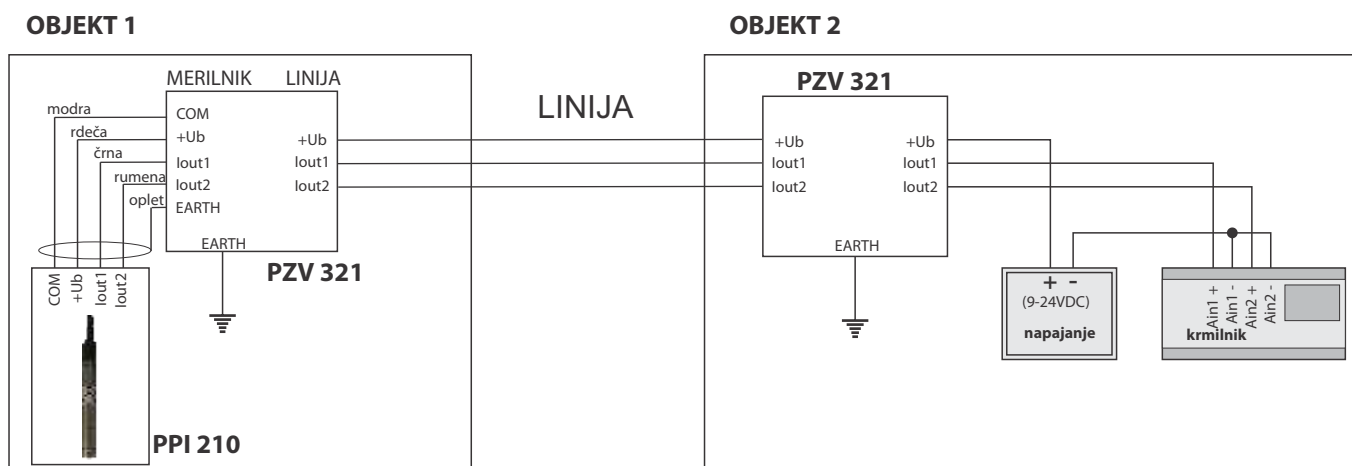 OBJEKT 1
OBJEKT 2
MERILNIK
LINIJA
modra
COM
rdeča
+Ub
črna
Iout1
rumena
Iout2
oplet
EARTH
+Ub
Iout1
Iout2
EARTH
PZV 321
COM
+Ub
Iout1
Iout2
PPI 210
LINIJA
PZV 321
+Ub
Iout1
Iout2
+Ub
Iout1
Iout2
EARTH
+ -
(9-24VDC)
napajanje
Ain1 +
Ain1 -
Ain2 +
Ain2 -
krmilnik